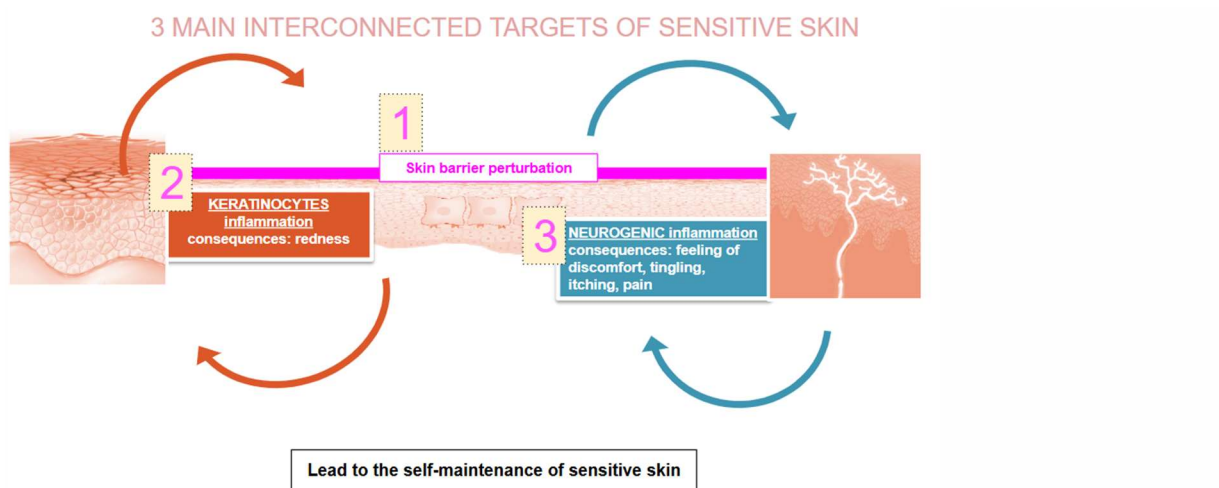 3 MAIN INTERCONNECTED TARGETS OF SENSITIVE SKIN
1
Skin barrier perturbation
2
KERATINOCYTES
inflammation
consequences: redness
3
NEUROGENIC inflammation
consequences: feeling of
discomfort, tingling,
itching, pain
Lead to the self-maintenance of sensitive skin